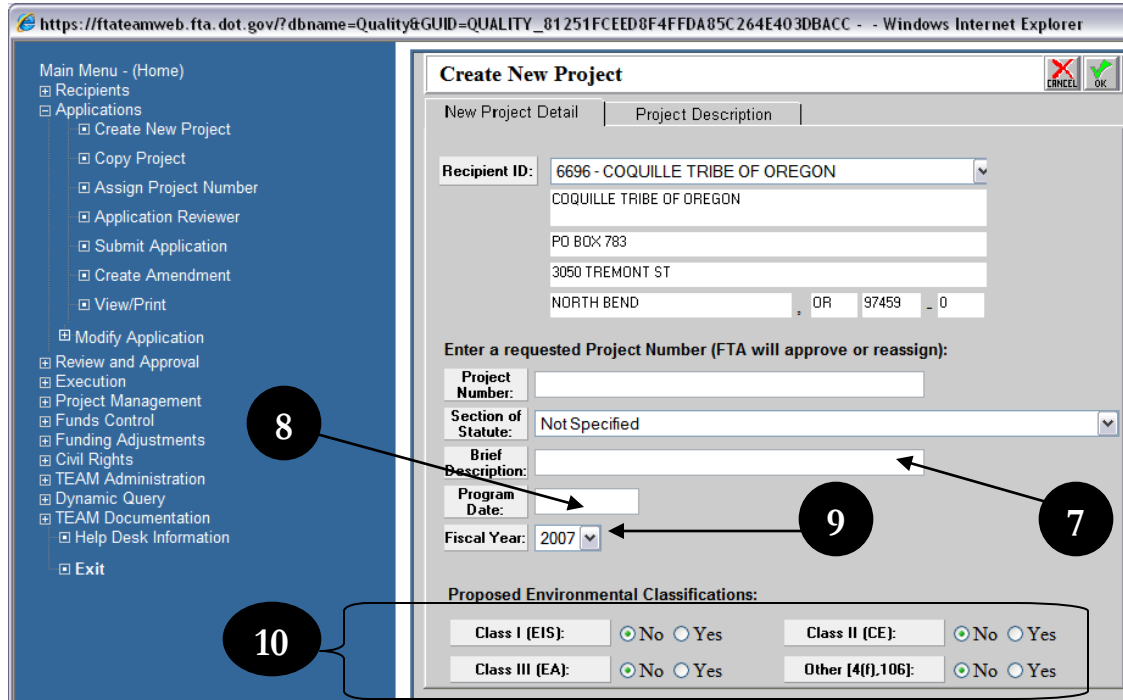 https://ftateamweb.fta.dot.gov/?dbname=Quality&GUID=QUALITY_81251FCEED8F4FFDA85C264E403DBACC - - Windows Internet Explorer
Main Menu - (Home)
Recipients
Applications
Create New Project
Copy Project
Assign Project Number
Application Reviewer
Submit Application
Create Amendment
View/Print
Modify Application
Review and Approval
Execution
Project Management
Funds Control
Funding Adjustments
Civil Rights
TEAM Administration
Dynamic Query
TEAM Documentation
Help Desk Information
Exit
Create New Project
CANCEL OK
New Project Detail Project Description
Recipient ID: 6696 - COQUILLE TRIBE OF OREGON
COQUILLE TRIBE OF OREGON
PO BOX 783
3050 TREMONT ST
NORTH BEND , OR 97459 - 0
Enter a requested Project Number (FTA will approve or reassign):
Project Number:
Section of Statute: Not Specified
Brief Description:
Program Date:
Fiscal Year: 2007
8
9
7
Proposed Environmental Classifications:
10
Class I (EIS): No Yes Class II (CE): No Yes
Class III (EA): No Yes Other [4(f),106]: No Yes